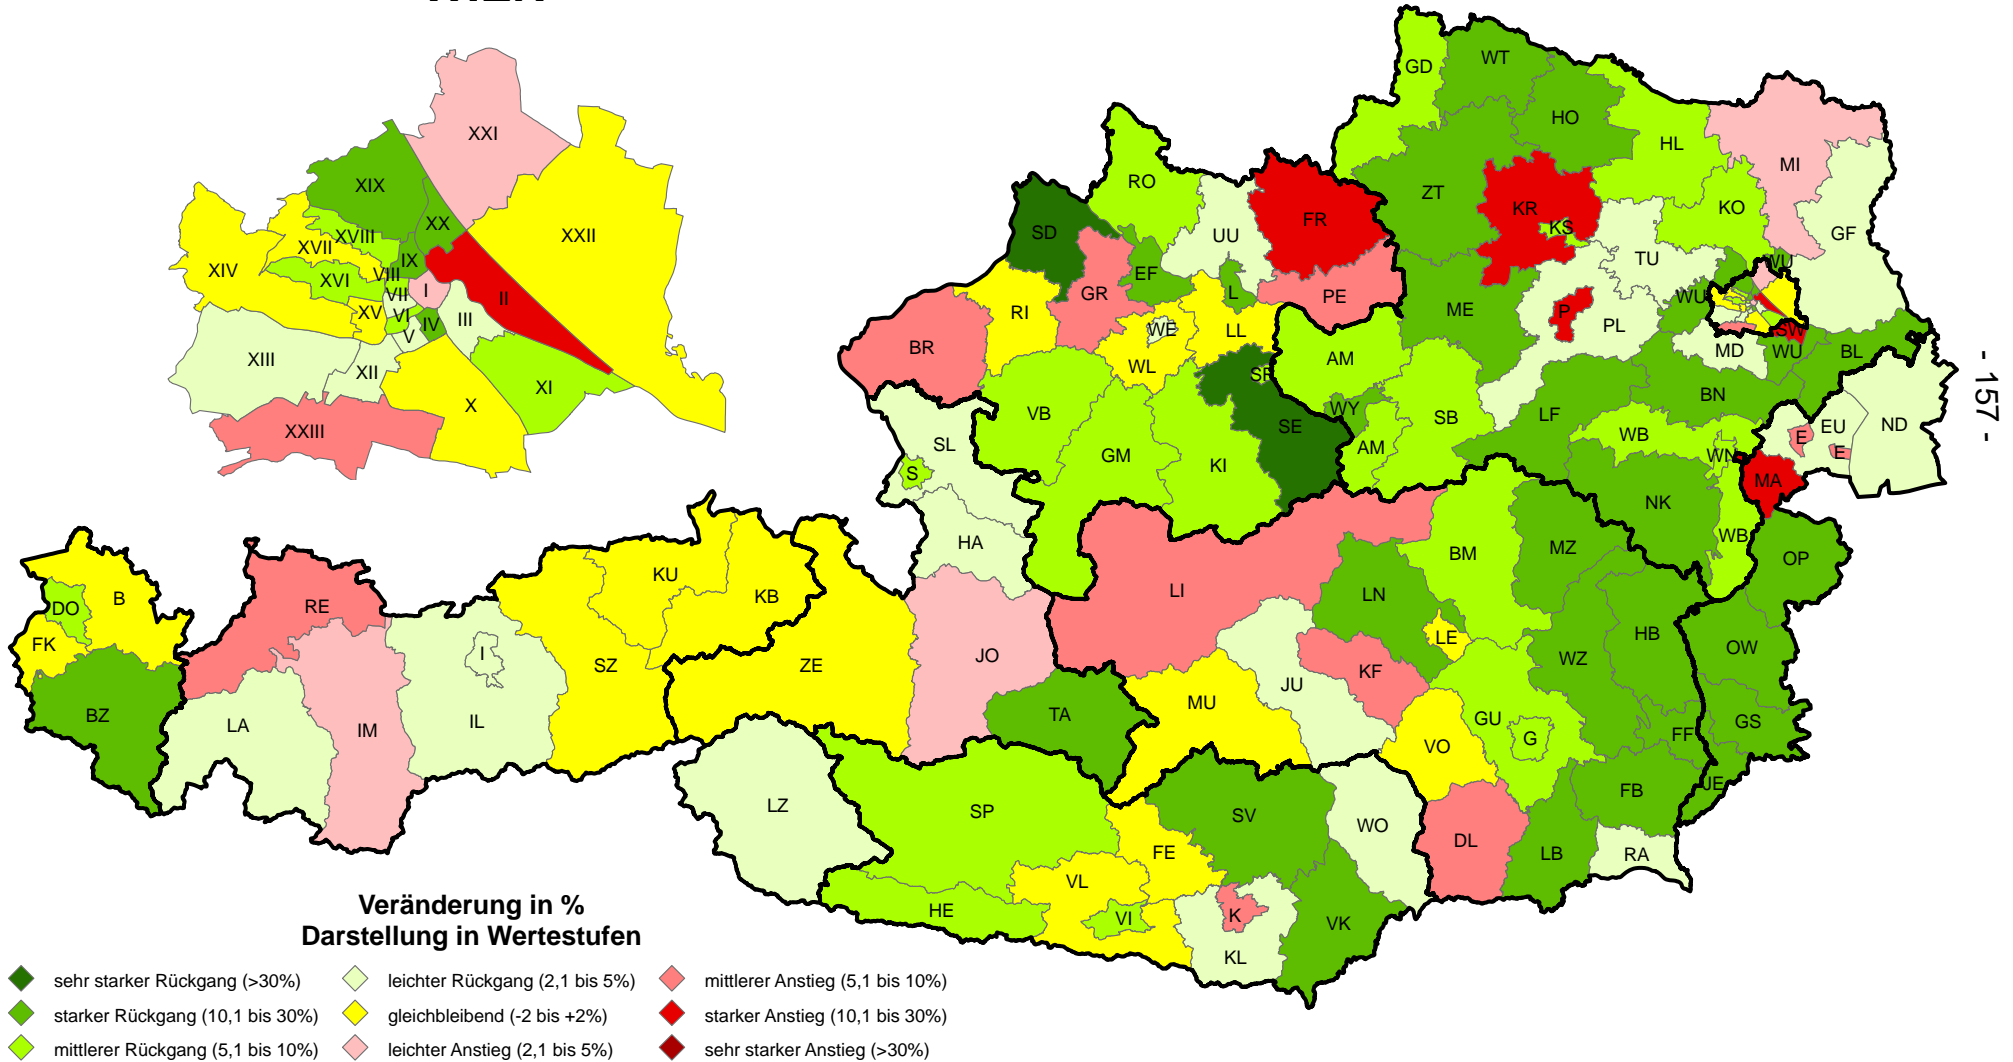 XXI
XIX
XX
XXII
XVIII
XVII
IX
XIV
XVI
VIII
VII
I
II
XV
VI
IV
III
V
XIII
XII
XI
X
XXIII
GD
WT
HO
HL
MI
RO
ZT
KR
KO
SD
UU
FR
KS
GF
EF
TU
WU
GR
L
PE
WU
RI
ME
P
PL
WE
LL
SW
BR
AM
MD
WU
BL
WL
SR
VB
WY
SB
LF
BN
ND
SE
EU
SL
GM
KI
AM
WB
E
E
WN
S
MA
NK
HA
WB
OP
BM
MZ
KU
KB
LI
LN
DO
B
RE
HB
LE
FK
OW
I
SZ
ZE
JO
WZ
KF
JU
BZ
LA
IM
IL
TA
MU
GU
GS
G
FF
VO
JE
LZ
SP
SV
WO
FB
DL
LB
RA
FE
VL
HE
VI
K
VK
KL
- 157 -
Veränderung in %
Darstellung in Wertestufen
sehr starker Rückgang (>30%)
leichter Rückgang (2,1 bis 5%)
mittlerer Anstieg (5,1 bis 10%)
starker Rückgang (10,1 bis 30%)
gleichbleibend (-2 bis +2%)
starker Anstieg (10,1 bis 30%)
mittlerer Rückgang (5,1 bis 10%)
leichter Anstieg (2,1 bis 5%)
sehr starker Anstieg (>30%)